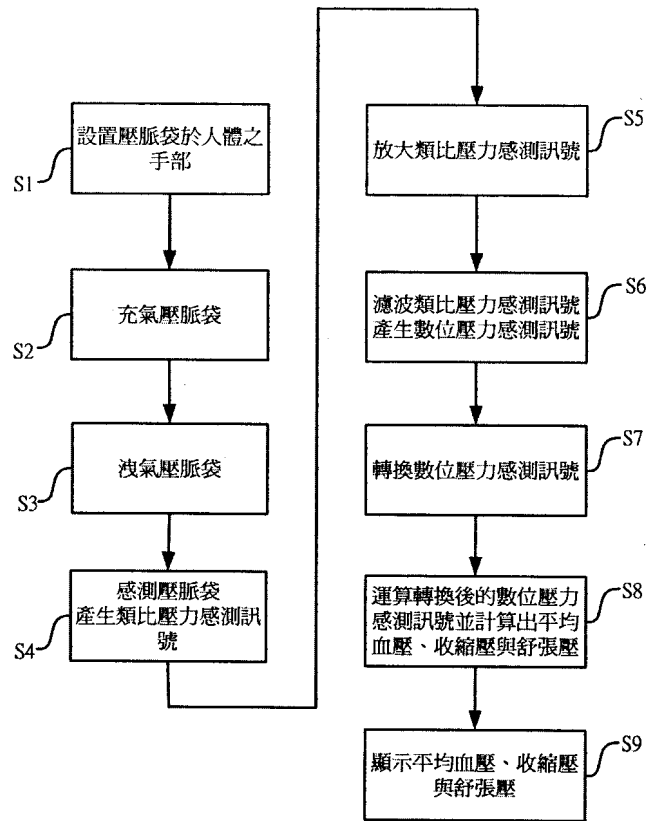 設置壓脈袋於人體之
手部
S1
充氣壓脈袋
S2
洩氣壓脈袋
S3
感測壓脈袋
產生類比壓力感測訊
號
S4
放大類比壓力感測訊號
S5
濾波類比壓力感測訊號
產生數位壓力感測訊號
S6
轉換數位壓力感測訊號
S7
運算轉換後的數位壓力
感測訊號並計算出平均
血壓、收縮壓與舒張壓
S8
顯示平均血壓、收縮壓
與舒張壓
S9